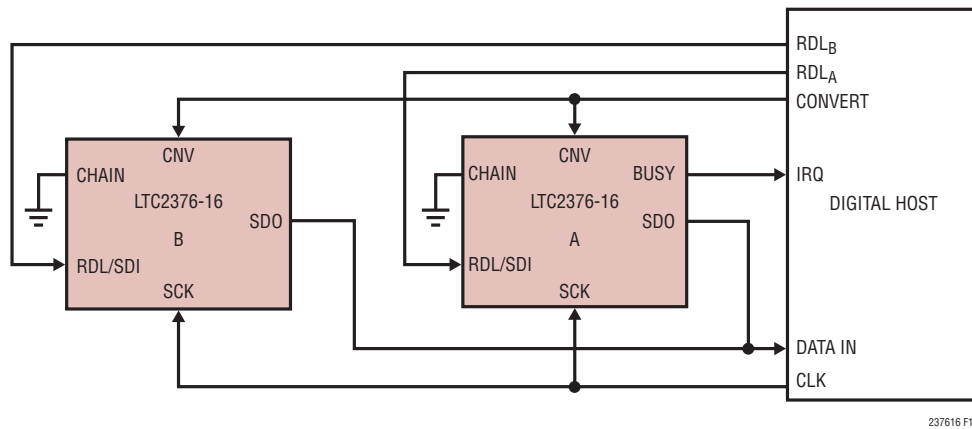 RDLB
RDLA
CONVERT
CNV
CNV
CHAIN
CHAIN
BUSY
IRQ
LTC2376-16
LTC2376-16
DIGITAL HOST
SDO
SDO
B
A
RDL/SDI
RDL/SDI
SCK
SCK
DATA IN
CLK
237616 F1